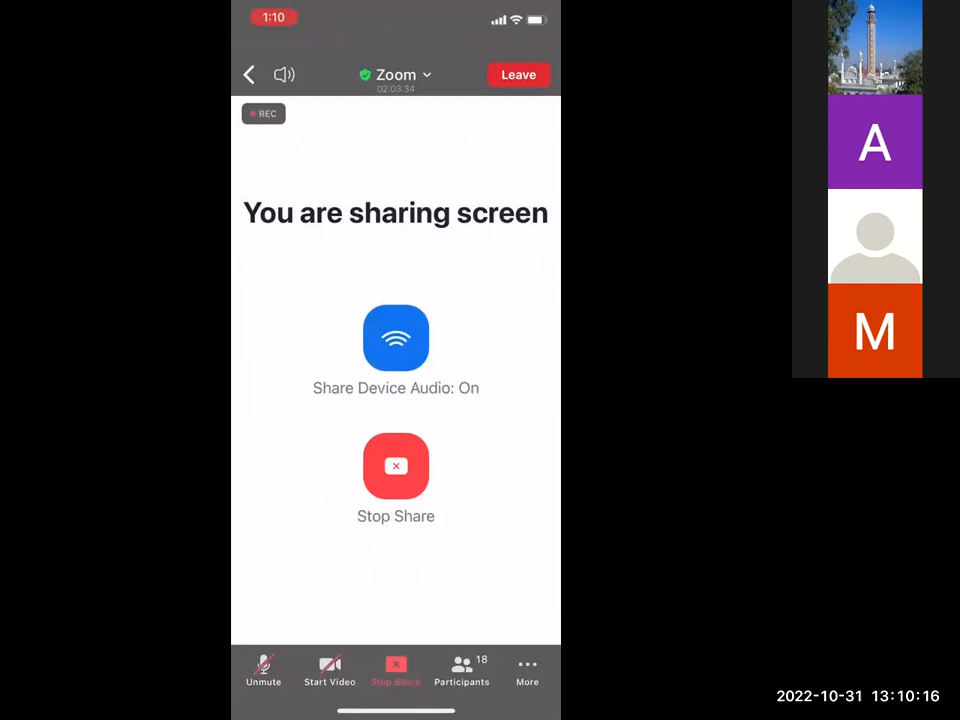 1:10
Zoom
Leave
02:03:34
REC
You are sharing screen
Share Device Audio: On
Stop Share
Unmute
Start Video
Stop Share
Participants
18
More
A
M
2022-10-31 13:10:16